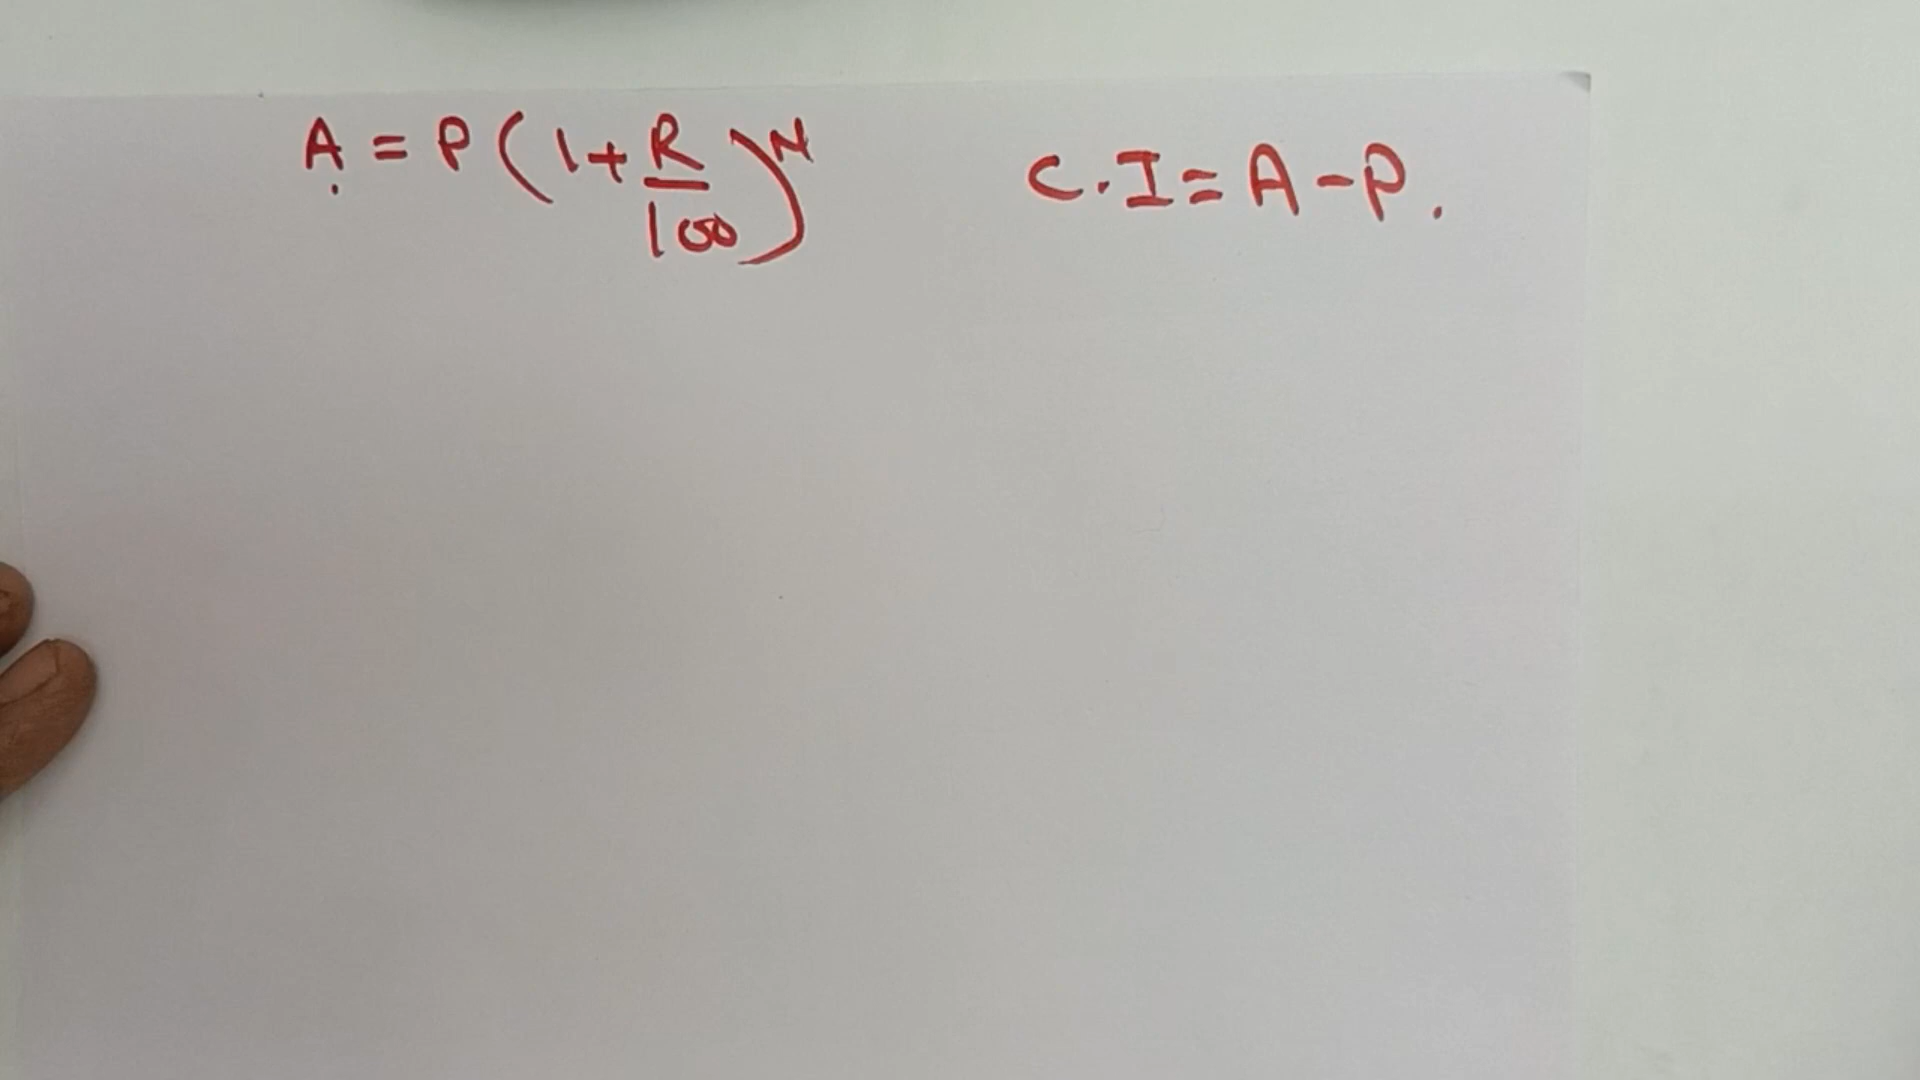 A = P(1+R/100)^N
C.I = A-P.